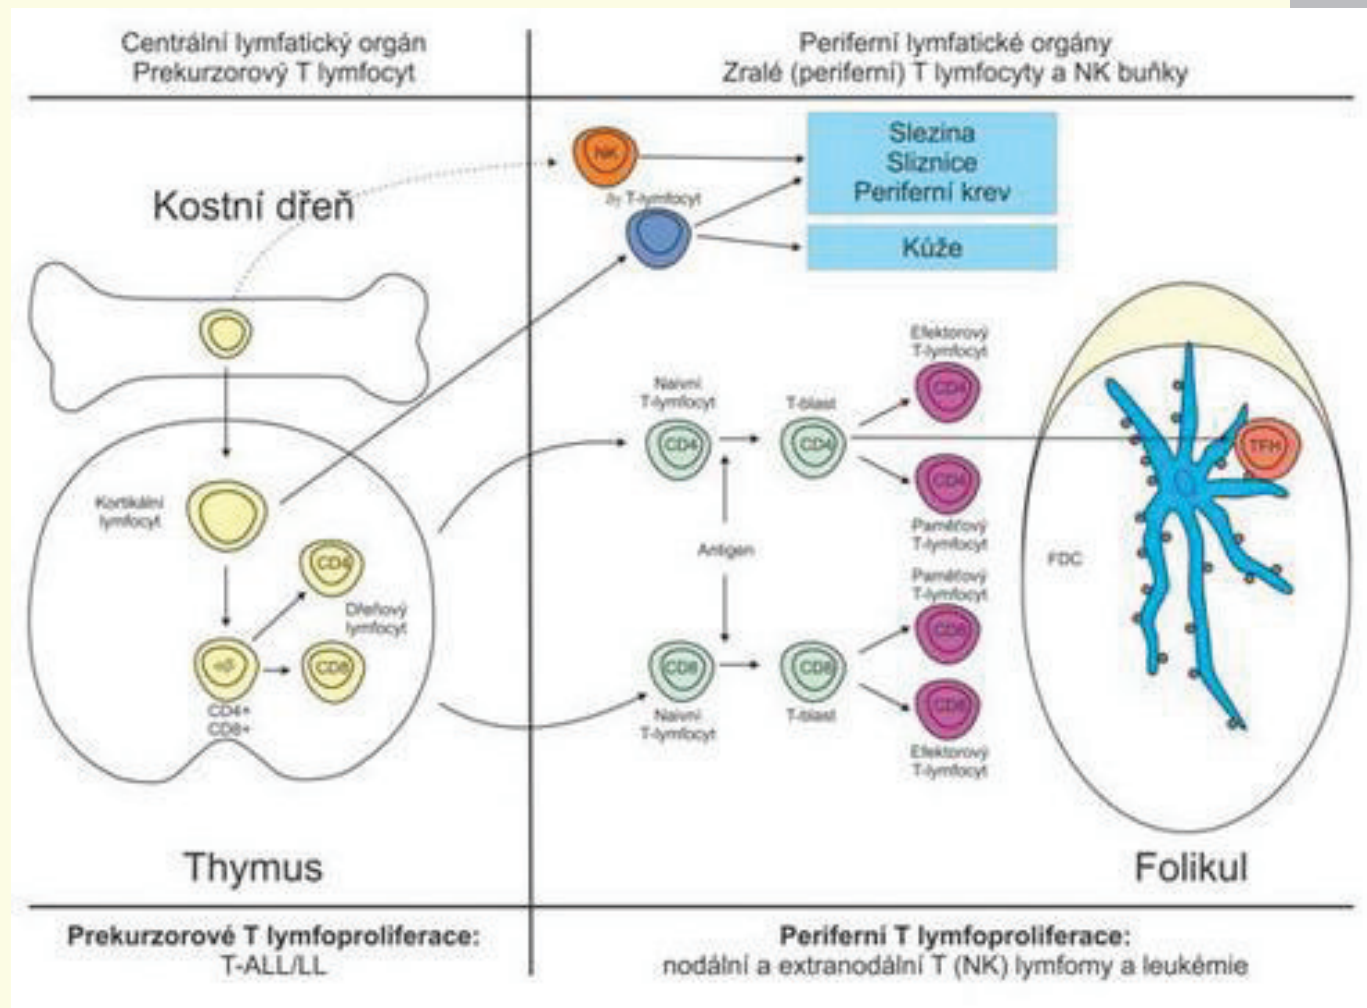 Centrální lymfatický orgán
Prekurzorový T lymfocyt
Periferní lymfatické orgány
Zralé (periferní) T lymfocyty a NK buňky
Kostní dřeň
NK
δγ T-lymfocyt
Slezina
Sliznice
Periferní krev
Kůže
Kortikální
lymfocyt
CD4
Dřeňový
lymfocyt
αβ
CD8
CD4+
CD8+
Thymus
Naivní
T-lymfocyt
CD4
T-blast
CD4
Efektorový
T-lymfocyt
CD4
CD4
Paměťový
T-lymfocyt
Antigen
Paměťový
T-lymfocyt
CD8
CD8
Naivní
T-lymfocyt
CD8
T-blast
CD8
Efektorový
T-lymfocyt
TFH
FDC
Folikul
Prekurzorové T lymfoproliferace:
T-ALL/LL
Periferní T lymfoproliferace:
nodální a extranodální T (NK) lymfomy a leukémie